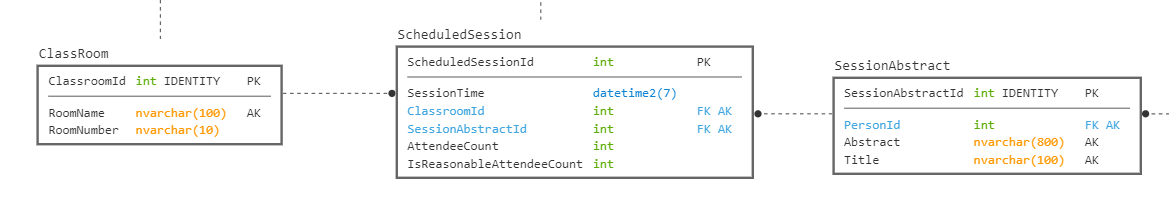 ClassRoom
ClassroomId int IDENTITY PK
RoomName nvarchar(100) AK
RoomNumber nvarchar(10)
ScheduledSession
ScheduledSessionId int PK
SessionTime datetime2(7)
ClassroomId int FK AK
SessionAbstractId int FK AK
AttendeeCount int
IsReasonableAttendeeCount int
SessionAbstract
SessionAbstractId int IDENTITY PK
PersonId int FK AK
Abstract nvarchar(800) AK
Title nvarchar(100) AK